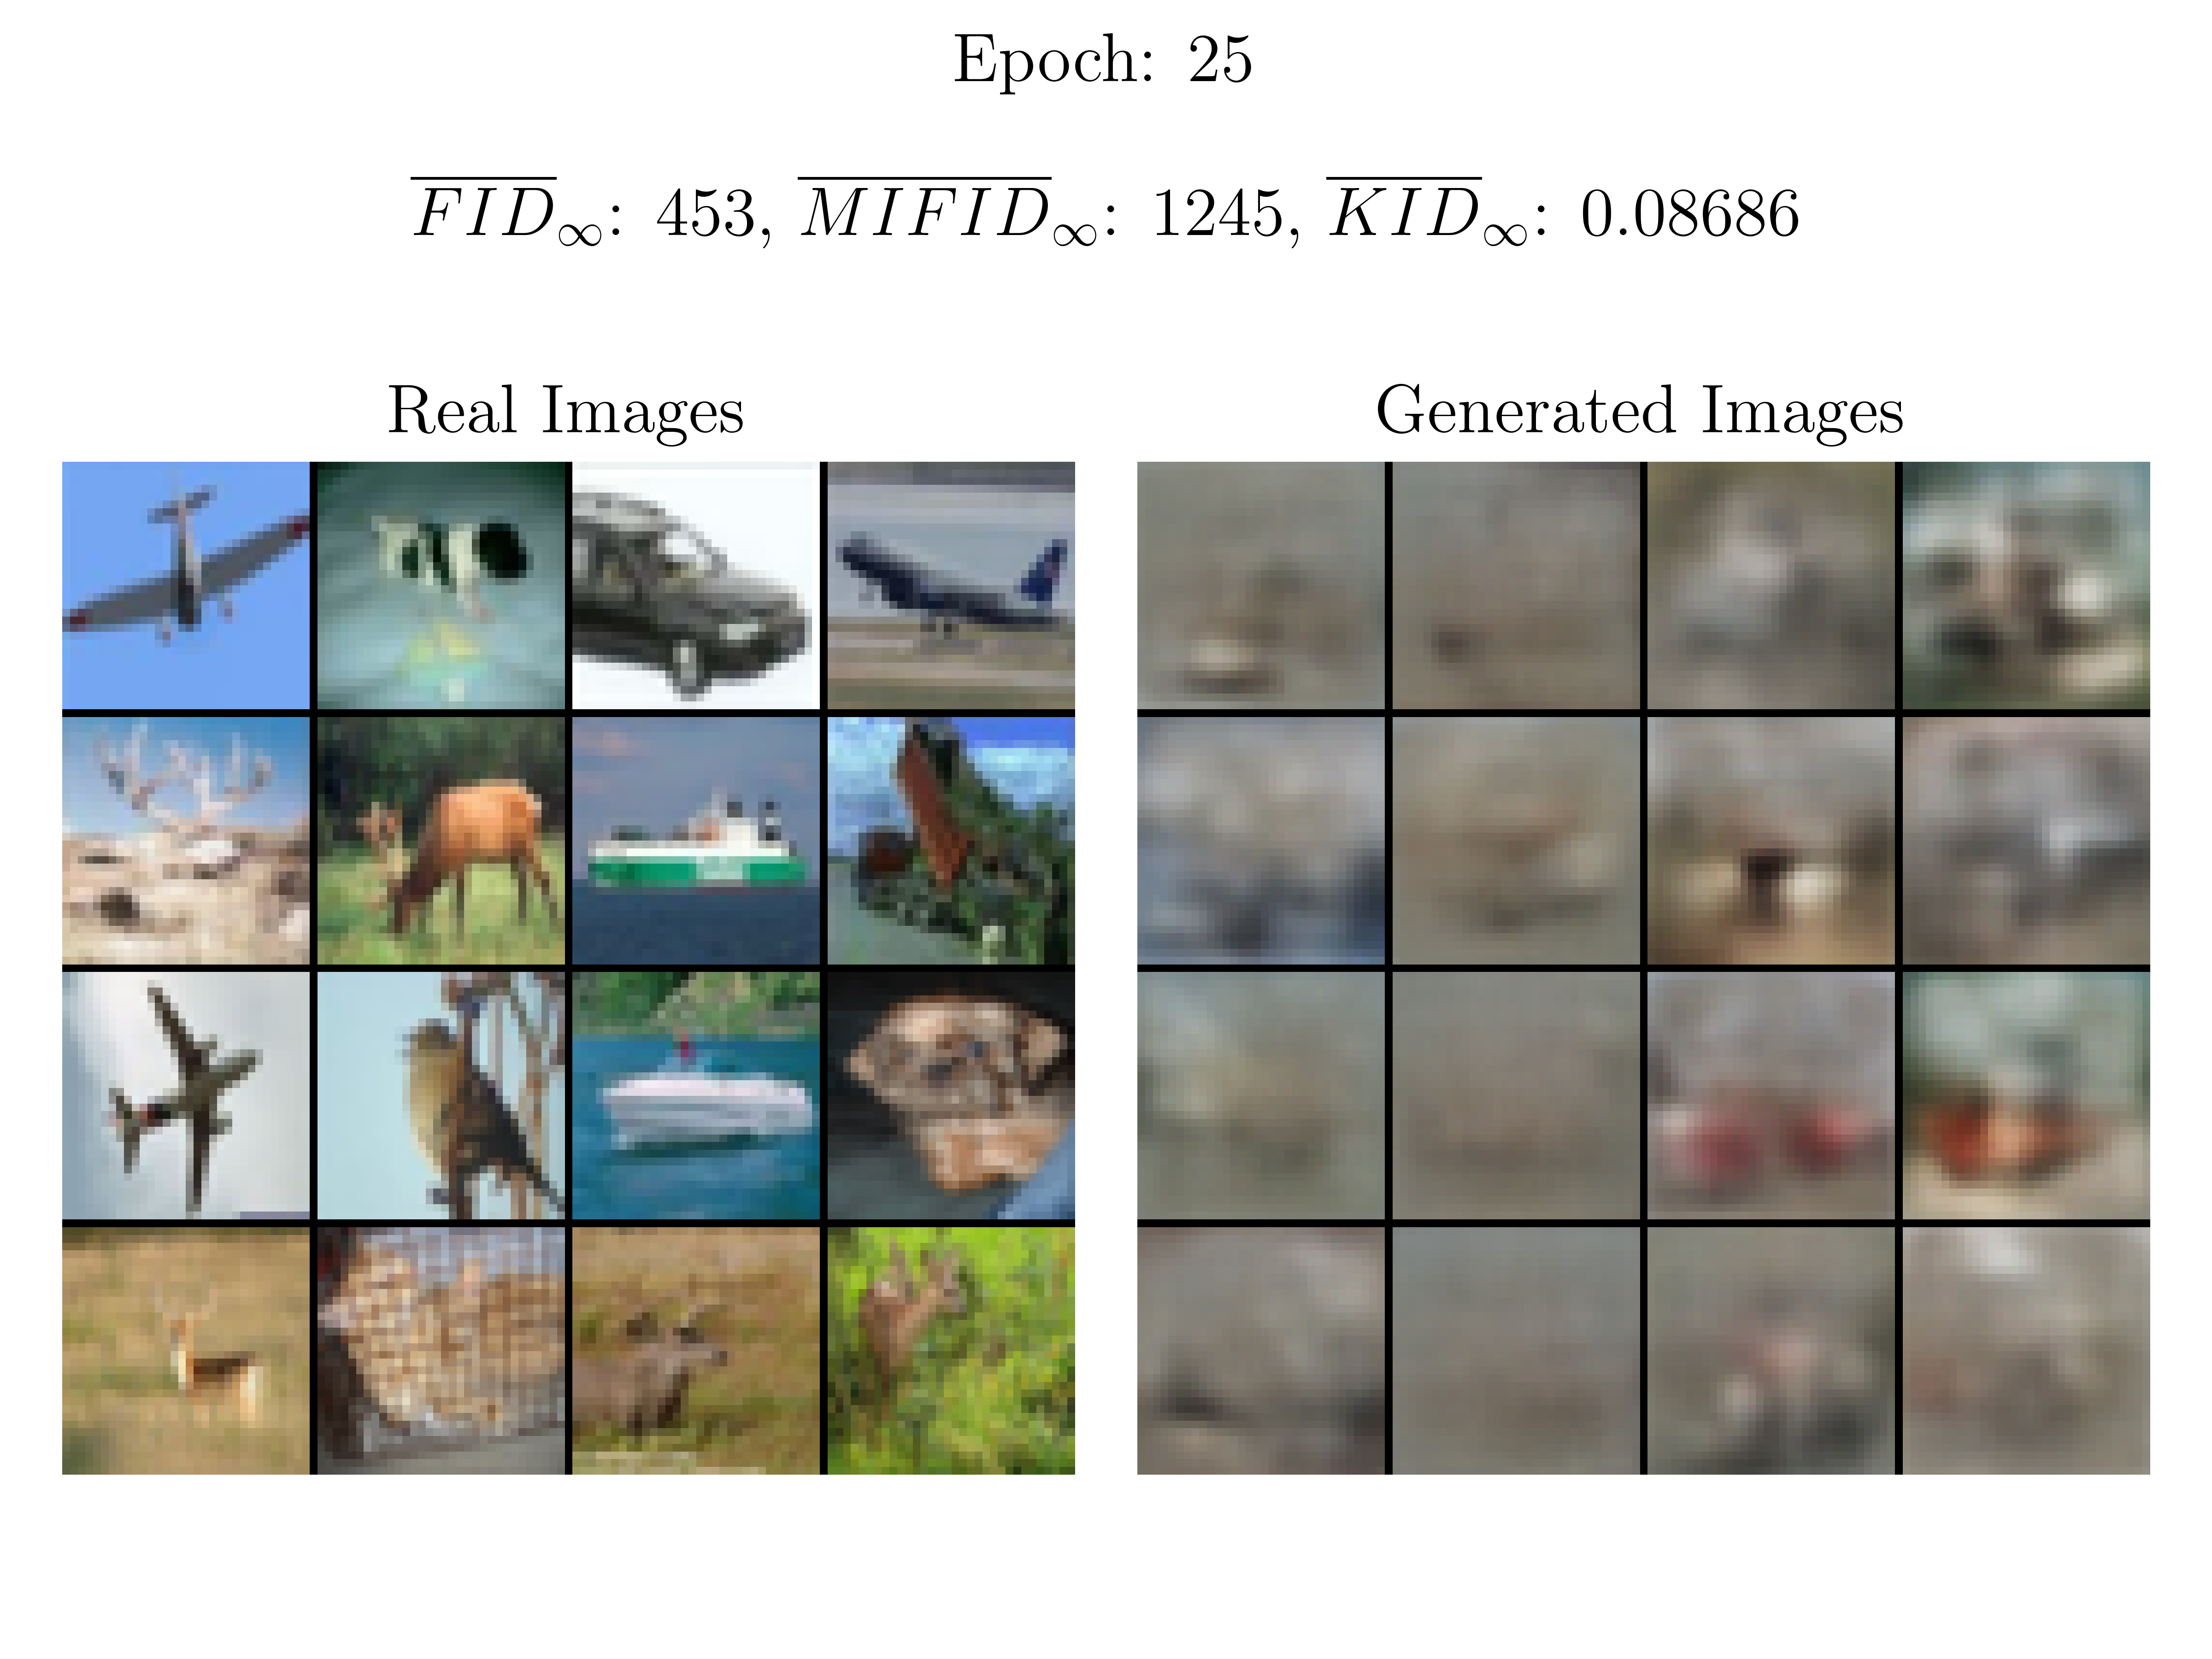 Epoch: 25
$\overline{FID}_\infty$: 453, $\overline{MIFID}_\infty$: 1245, $\overline{KID}_\infty$: 0.08686
Real Images
Generated Images